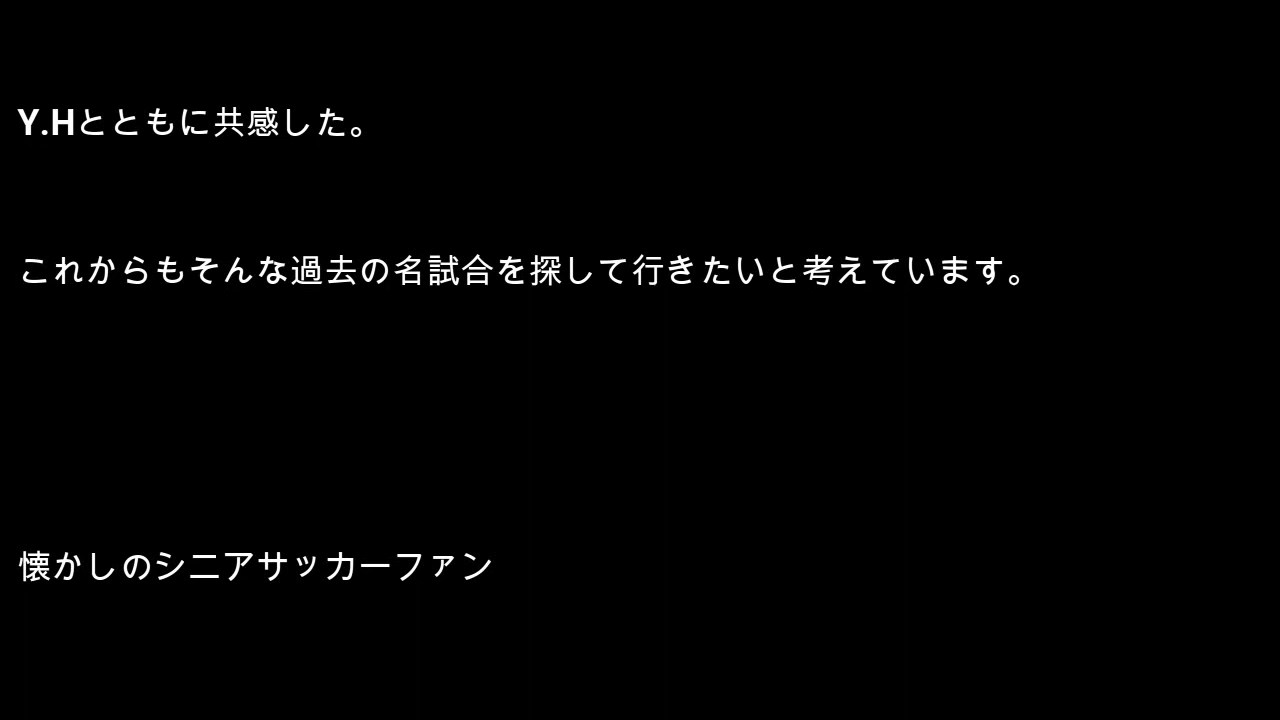 Y.Hとともに共感した。
これからもそんな過去の名試合を探して行きたいと考えています。
懐かしのシニアサッカーファン